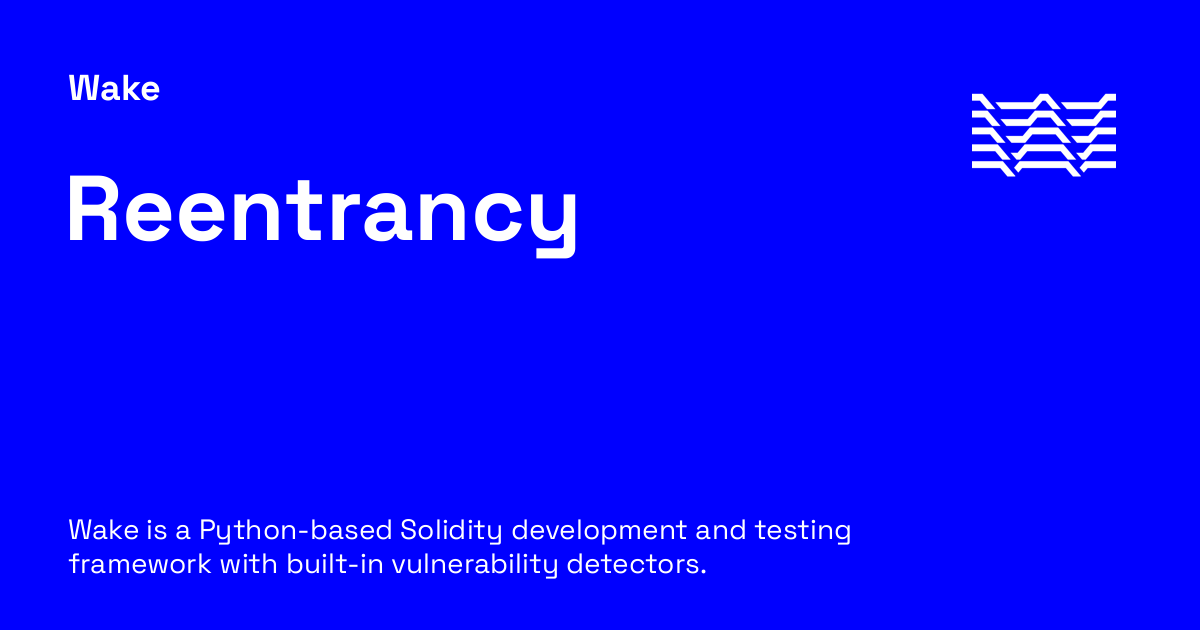 Wake
Reentrancy
Wake is a Python-based Solidity development and testing
framework with built-in vulnerability detectors.